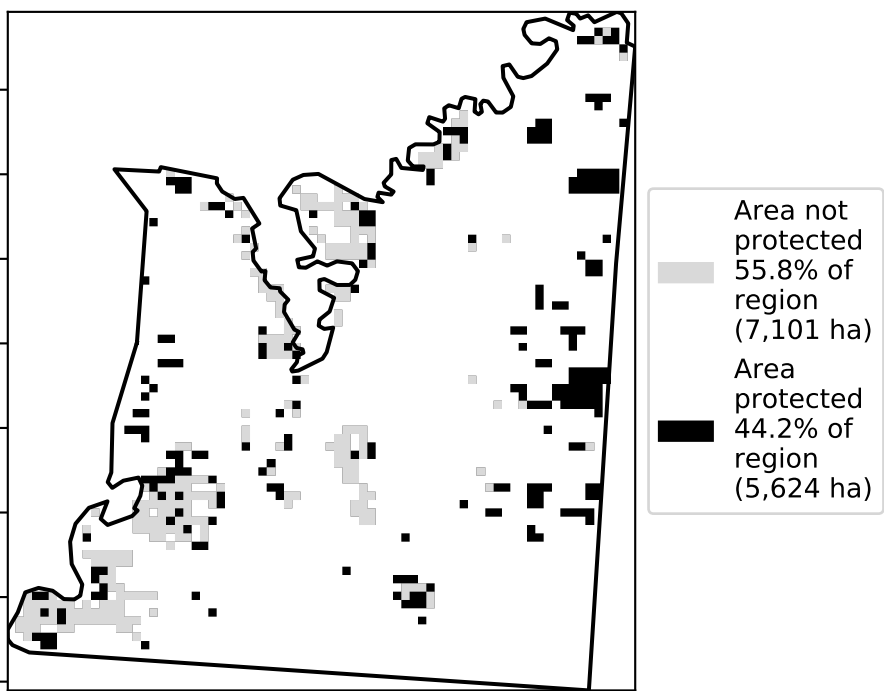 Area not
protected
55.8% of
region
(7,101 ha)
Area
protected
44.2% of
region
(5,624 ha)